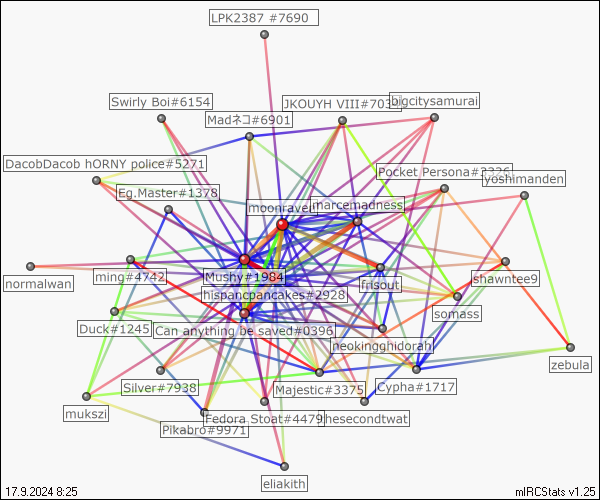 LPK2387 #7690
Swirly Boi#6154
JKOUYH VIII#703
bigcitysamurai
Madネコ#6901
DacobDacob hORNY police#5271
Pocket Persona#3326
yoshimanden
Eg.Master#1378
moonraven
marcemadness
normalwan
ming#4742
Mushy#1984
frisout
shawntee9
hispancpancakes#2928
somass
Duck#1245
Can anything be saved#0396
neokingghidorah
zebula
Silver#7938
Majestic#3375
Cypha#1717
mukszi
Pikabro#9971
Fedora Stoat#4479
thesecondtwat
eliakith
17.9.2024 8:25
mIRCStats v1.25